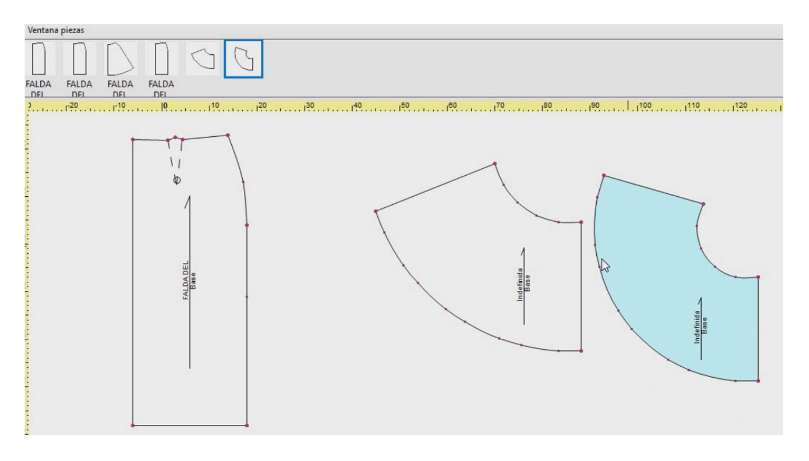 Ventana piezas
FALDA FALDA FALDA FALDA
DEL DEL DEL DEL
-20 -10 0 10 20 30 40 50 60 70 80 90 100 110 120
FALDA DEL
Base
Indefinida
Base
Indefinida
Base